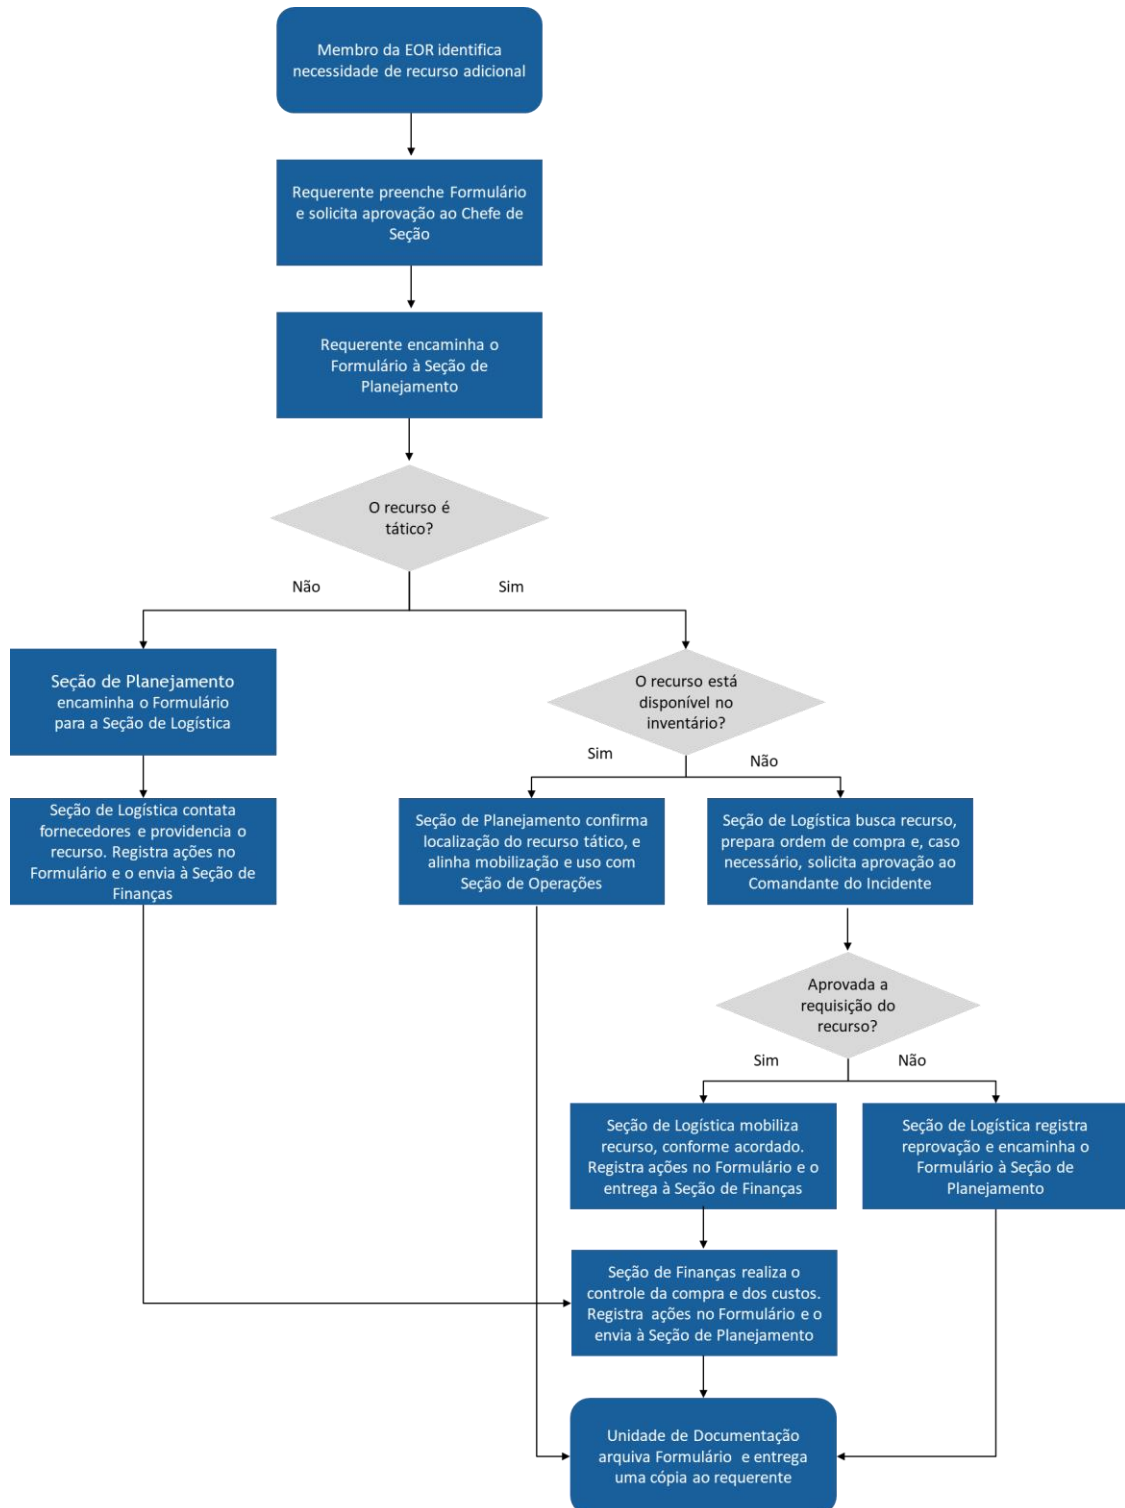 Membro da EOR identifica
necessidade de recurso adicional
Requerente preenche Formulário
e solicita aprovação ao Chefe de
Seção
Requerente encaminha o
Formulário à Seção de
Planejamento
O recurso é
tático?
Não
Sim
Seção de Planejamento
encaminha o Formulário
para a Seção de Logística
O recurso está
disponível no
inventário?
Sim
Não
Seção de Logística contata
fornecedores e providencia o
recurso. Registra ações no
Formulário e o envia à Seção de
Finanças
Seção de Planejamento confirma
localização do recurso tático, e
alinha mobilização e uso com
Seção de Operações
Seção de Logística busca recurso,
prepara ordem de compra e, caso
necessário, solicita aprovação ao
Comandante do Incidente
Aprovada a
requisição do
recurso?
Sim
Não
Seção de Logística mobiliza
recurso, conforme acordado.
Registra ações no Formulário e o
entrega à Seção de Finanças
Seção de Logística registra
reprovação e encaminha o
Formulário à Seção de
Planejamento
Seção de Finanças realiza o
controle da compra e dos custos.
Registra ações no Formulário e o
envia à Seção de Planejamento
Unidade de Documentação
arquiva Formulário e entrega
uma cópia ao requerente